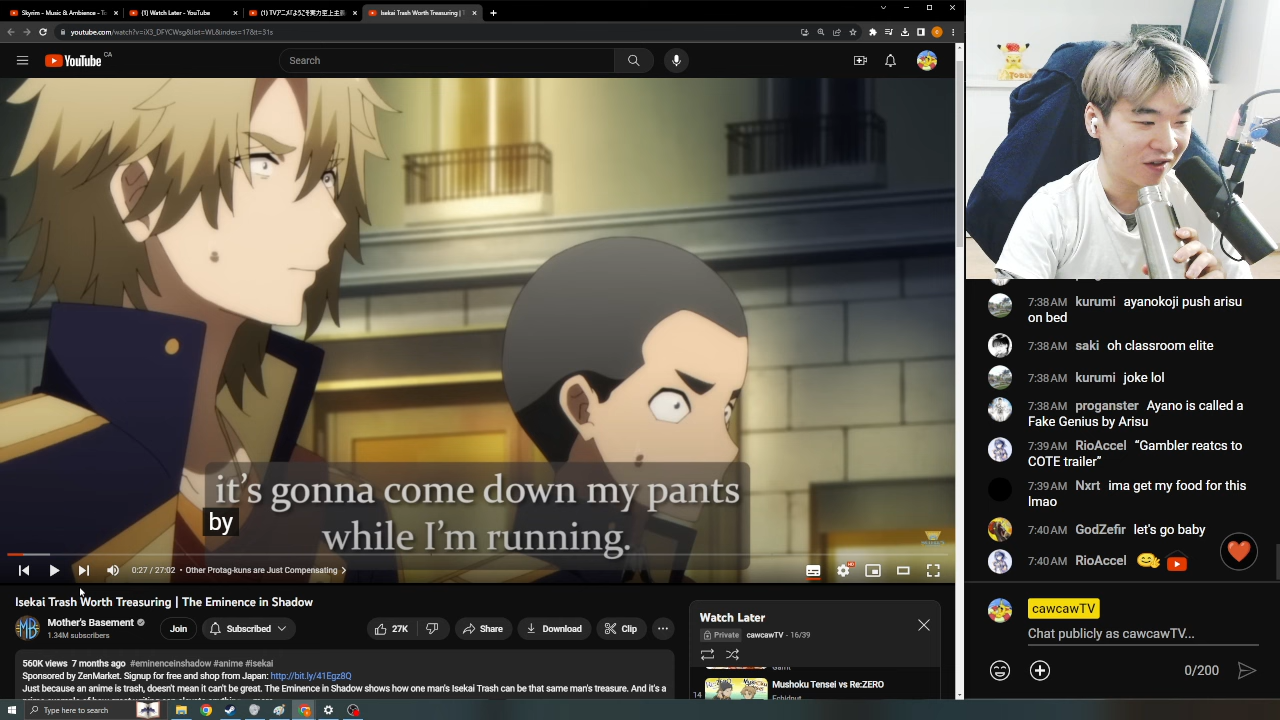 Skyrim - Music & Ambience - T
(1) Watch Later - YouTube
(1) TVアニメ『ようこそ実力至上主義
Isekai Trash Worth Treasuring |
youtube.com/watch?v=iX3_DFYCWsg&list=WL&index=17&t=31s
YouTube CA
Search
it's gonna come down my pants
by
while I'm running.
0:27 / 27:02 • Other Protag-kuns are Just Compensating
HD
Isekai Trash Worth Treasuring | The Eminence in Shadow
Mother's Basement
1.34M subscribers
Join
Subscribed
27K
Share
Download
Clip
560K views 7 months ago #eminenceinshadow #anime #isekai
Sponsored by ZenMarket. Signup for free and shop from Japan: http://bit.ly/41Egz8Q
Just because an anime is trash, doesn't mean it can't be great. The Eminence in Shadow shows how one man's Isekai Trash can be that same man's treasure. And it's a
Watch Later
Private cawcawTV - 16/39
14
Mushoku Tensei vs Re:ZERO
7:38 AM kurumi ayanokoji push arisu
on bed
7:38 AM saki oh classroom elite
7:38 AM kurumi joke lol
7:38 AM proganster Ayano is called a
Fake Genius by Arisu
7:39 AM RioAccel “Gambler reatcs to
COTE trailer”
7:39 AM Nxrt ima get my food for this
lmao
7:40 AM GodZefir let's go baby
7:40 AM RioAccel
cawcawTV
Chat publicly as cawcawTV...
0/200
Type here to search